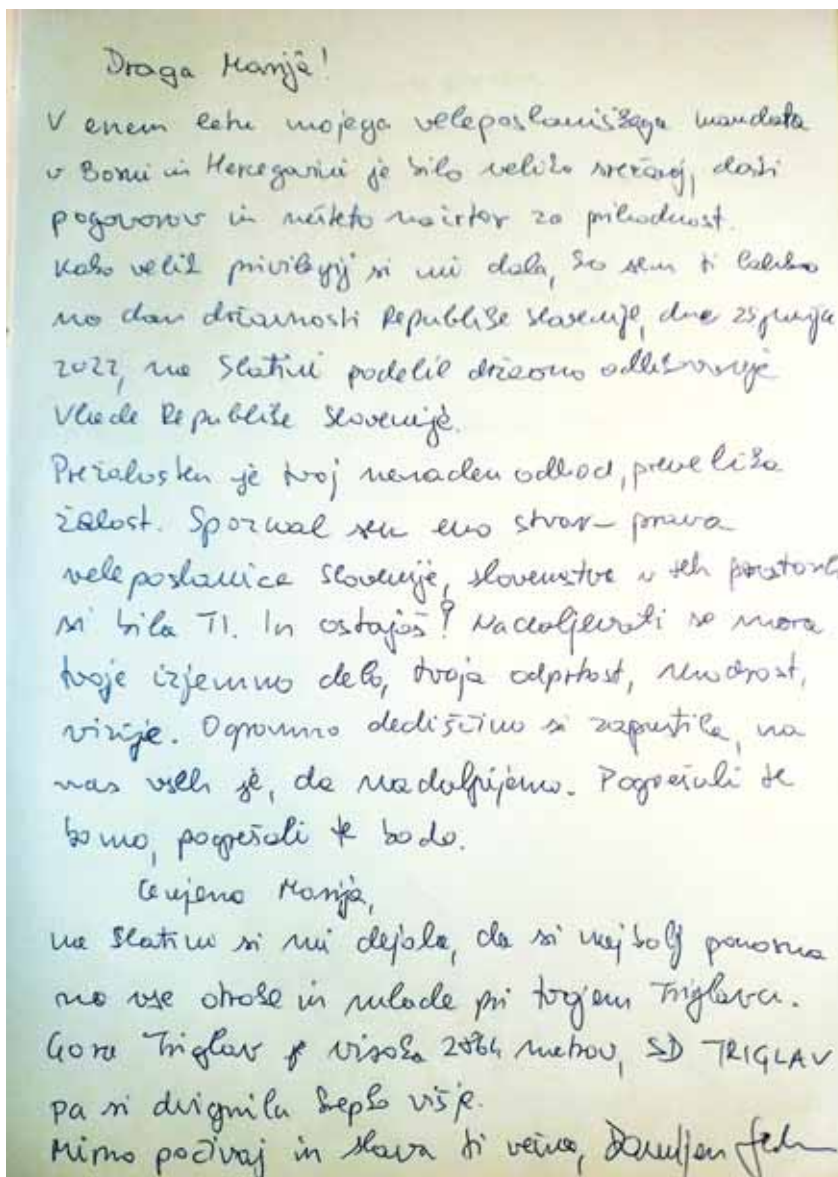 Draga Marija!
V enem letu mojega veleposlaniškega mandata
v Bosni in Hercegovini je bilo veliko srečanj, dosti
pogovorov in nešteto načrtov za prihodnost.
Kako velik privilegij si mi dala, ko sem ti lahko
na dan državnosti Republike Slovenije, dne 25. junija
2022, na Slatini podelil državno odlikovanje
Vlade Republike Slovenije.
Prežalosten je tvoj nenaden odhod, prevelika
žalost. Spoznal sem eno stvar – prava
veleposlanica Slovenije, slovenstva v teh prostorih
si bila TI. In ostajaš! Nadaljevati se mora
tvoje izjemno delo, tvoja odprtost, modrost,
vizije. Ogromno dediščino si zapustila, na
nas vseh je, da nadaljujemo. Pogrešali te
bomo, pogrešali te bodo.
Cenjena Marija,
na Slatini si mi dejala, da si najbolj ponosna
na vse otroke in mlade pri tvojem Triglavu.
Gora Triglav je visoka 2864 metrov, SD TRIGLAV
pa si dvignila krepko višje.
Mirno počivaj in slava ti večna, Damijan